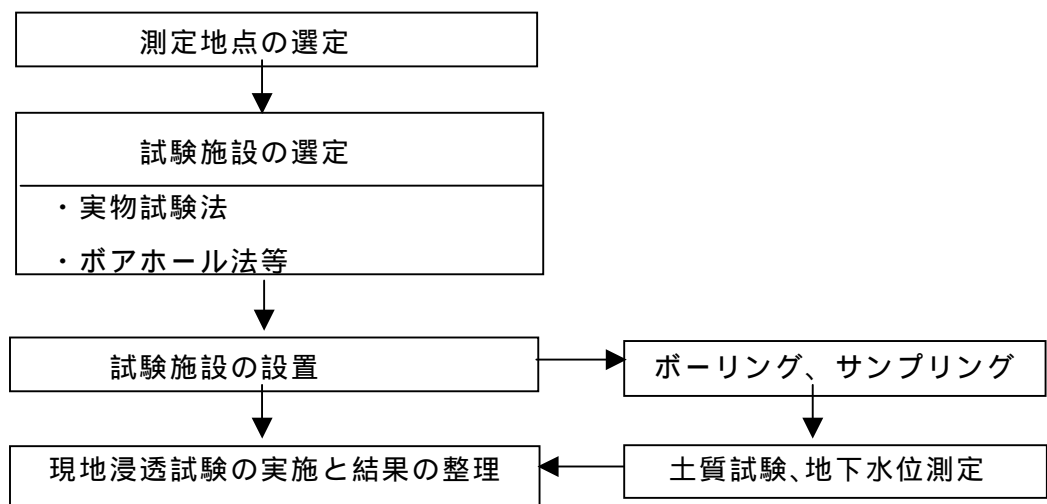 測定地点の選定
試験施設の選定
・実物試験法
・ボアホール法等
試験施設の設置
ボーリング、サンプリング
現地浸透試験の実施と結果の整理
土質試験、地下水位測定